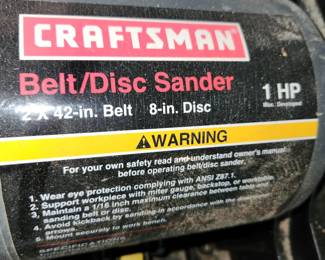 CRAFTSMAN
Belt/Disc Sander
2 X 42-in. Belt 8-in. Disc
1 HP
Max. Developed
WARNING
For your own safety read and understand owner's manual
before operating belt/disc sander.
1. Wear eye protection complying with ANSI Z87.1.
2. Support workpiece with miter gauge, backstop, or worktable.
3. Maintain a 1/16 inch maximum clearance between table and
sanding belt or disc.
4. Avoid kickback by sanding in accordance with the
arrows.
5. Mount securely to work bench.
SPECIFICATIONS